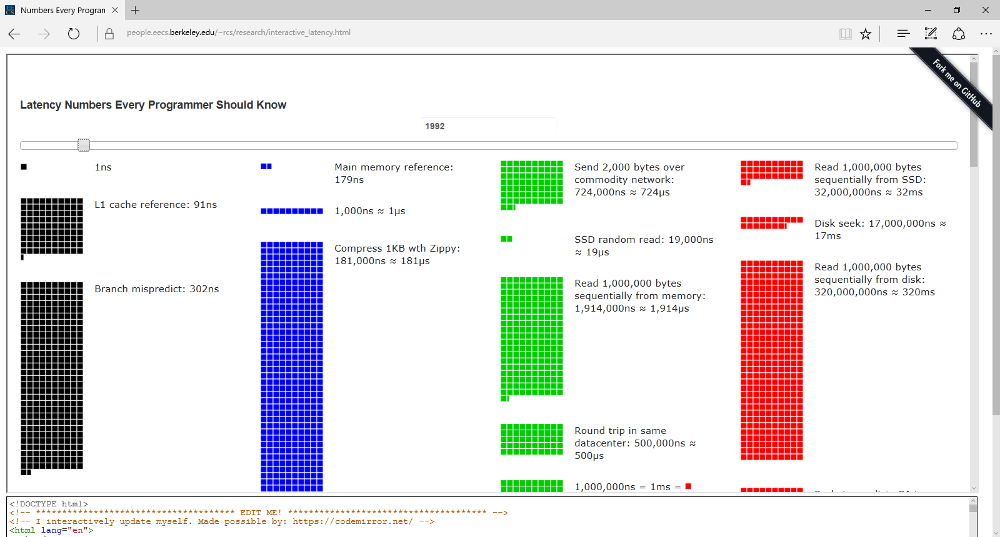 Numbers Every Progran
people.eecs.berkeley.edu/~rcs/research/interactive_latency.html
Fork me on GitHub
Latency Numbers Every Programmer Should Know
1992
1ns
L1 cache reference: 91ns
Branch mispredict: 302ns
Main memory reference:
179ns
1,000ns ≈ 1μs
Compress 1KB wth Zippy:
181,000ns ≈ 181μs
Send 2,000 bytes over
commodity network:
724,000ns ≈ 724μs
SSD random read: 19,000ns
≈ 19μs
Read 1,000,000 bytes
sequentially from memory:
1,914,000ns ≈ 1,914μs
Round trip in same
datacenter: 500,000ns ≈
500μs
1,000,000ns = 1ms =
Read 1,000,000 bytes
sequentially from SSD:
32,000,000ns ≈ 32ms
Disk seek: 17,000,000ns ≈
17ms
Read 1,000,000 bytes
sequentially from disk:
320,000,000ns ≈ 320ms
<!DOCTYPE html>
<!-- ************************************** EDIT ME! ************************************** -->
<!-- I interactively update myself. Made possible by: https://codemirror.net/ -->
<html lang="en">